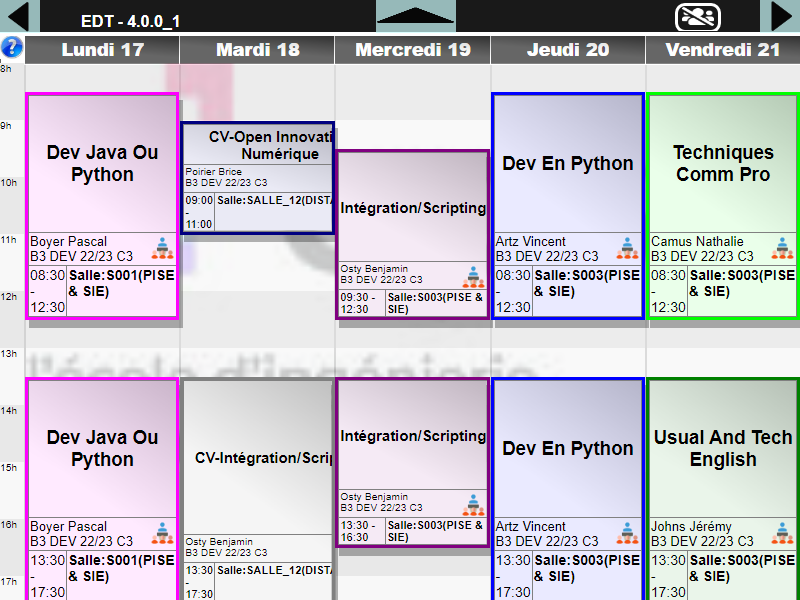 EDT - 4.0.0_1
?
Lundi 17
Mardi 18
Mercredi 19
Jeudi 20
Vendredi 21
8h
9h
10h
11h
12h
13h
14h
15h
16h
17h
Dev Java Ou
Python
Boyer Pascal
B3 DEV 22/23 C3
08:30
-
12:30
Salle:S001(PISE
& SIE)
CV-Open Innovati
Numérique
Poirier Brice
B3 DEV 22/23 C3
09:00
-
11:00
Salle:SALLE_12(DISTA
Intégration/Scripting
Osty Benjamin
B3 DEV 22/23 C3
09:30 -
12:30
Salle:S003(PISE &
SIE)
Dev En Python
Artz Vincent
B3 DEV 22/23 C3
08:30
-
12:30
Salle:S003(PISE
& SIE)
Techniques
Comm Pro
Camus Nathalie
B3 DEV 22/23 C3
08:30
-
12:30
Salle:S003(PISE
& SIE)
l'école d'ingénierie
Dev Java Ou
Python
Boyer Pascal
B3 DEV 22/23 C3
13:30
-
17:30
Salle:S001(PISE
& SIE)
CV-Intégration/Scrip
Osty Benjamin
B3 DEV 22/23 C3
13:30
-
17:30
Salle:SALLE_12(DISTA
Intégration/Scripting
Osty Benjamin
B3 DEV 22/23 C3
13:30 -
16:30
Salle:S003(PISE &
SIE)
Dev En Python
Artz Vincent
B3 DEV 22/23 C3
13:30
-
17:30
Salle:S003(PISE
& SIE)
Usual And Tech
English
Johns Jérémy
B3 DEV 22/23 C3
13:30
-
17:30
Salle:S003(PISE
& SIE)